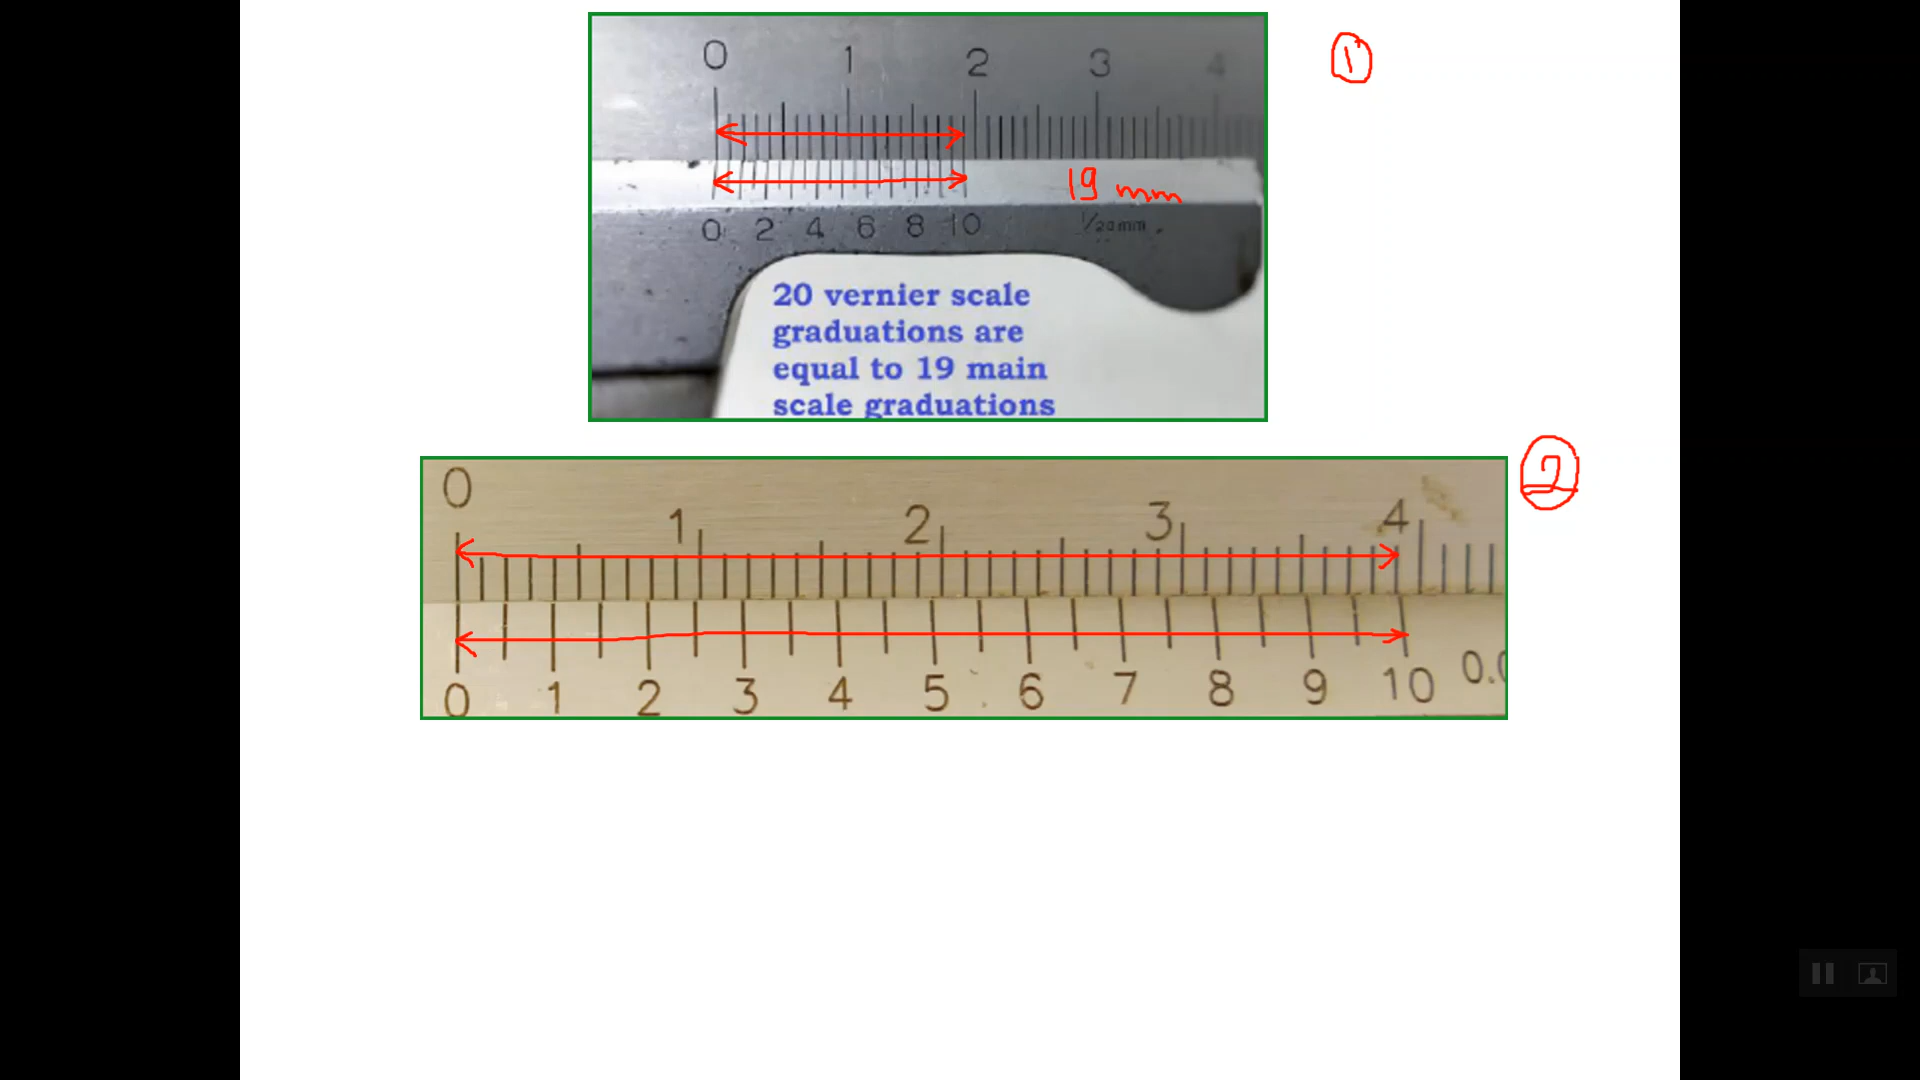 0 1 2 3 4
1
19 mm
0 2 4 6 8 10 1/20mm
20 vernier scale
graduations are
equal to 19 main
scale graduations
2
0 1 2 3 4
0 1 2 3 4 5 6 7 8 9 10 0.0